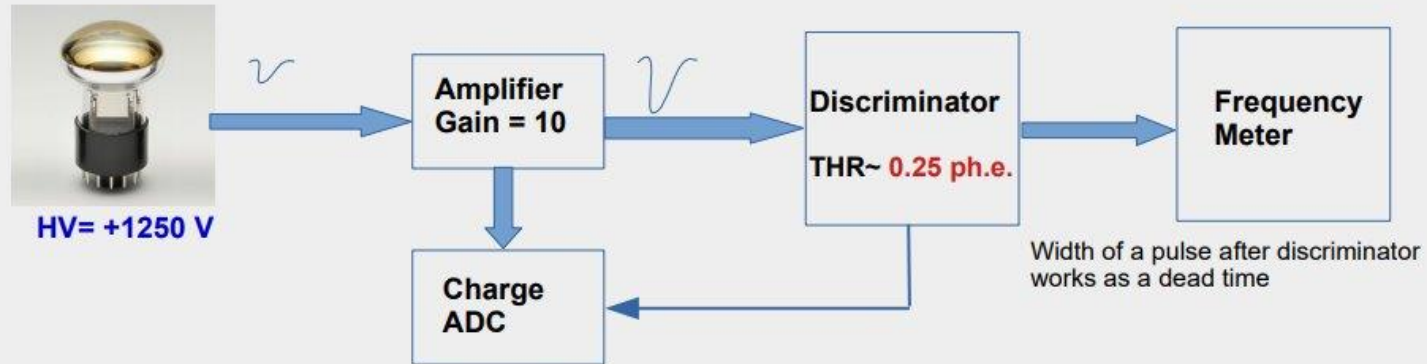 HV= +1250 V
Amplifier
Gain = 10
Charge
ADC
Discriminator
THR~ 0.25 ph.e.
Frequency
Meter
Width of a pulse after discriminator
works as a dead time